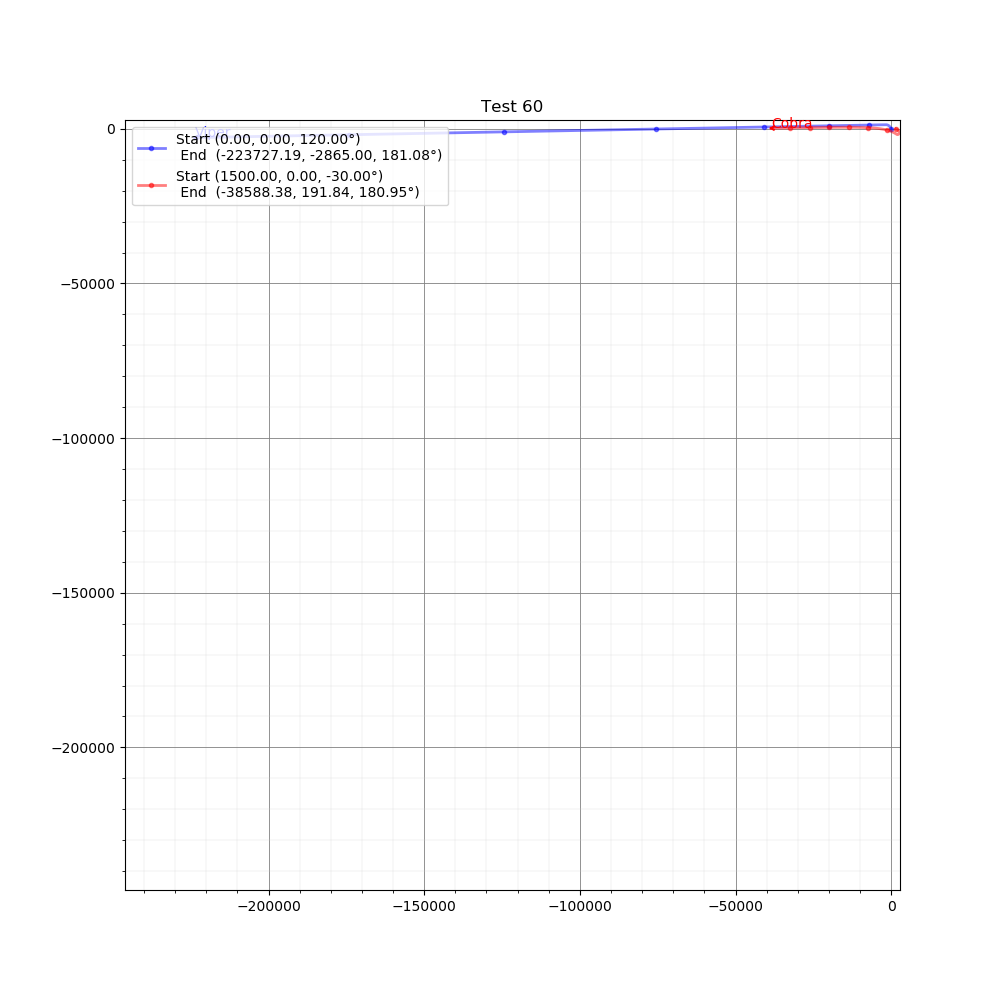 Test 60
Cobra
Viper
Start (0.00, 0.00, 120.00°)
End (-223727.19, -2865.00, 181.08°)
Start (1500.00, 0.00, -30.00°)
End (-38588.38, 191.84, 180.95°)
0
−50000
−100000
−150000
−200000
−200000 −150000 −100000 −50000 0